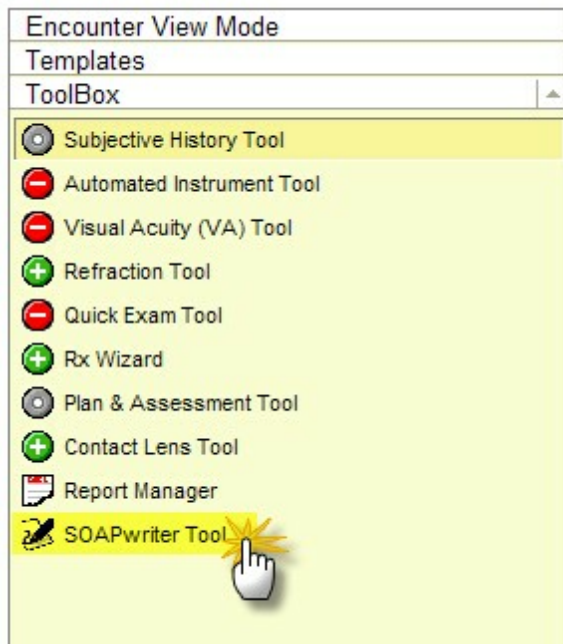 Encounter View Mode
Templates
ToolBox
Subjective History Tool
Automated Instrument Tool
Visual Acuity (VA) Tool
Refraction Tool
Quick Exam Tool
Rx Wizard
Plan & Assessment Tool
Contact Lens Tool
Report Manager
SOAPwriter Tool